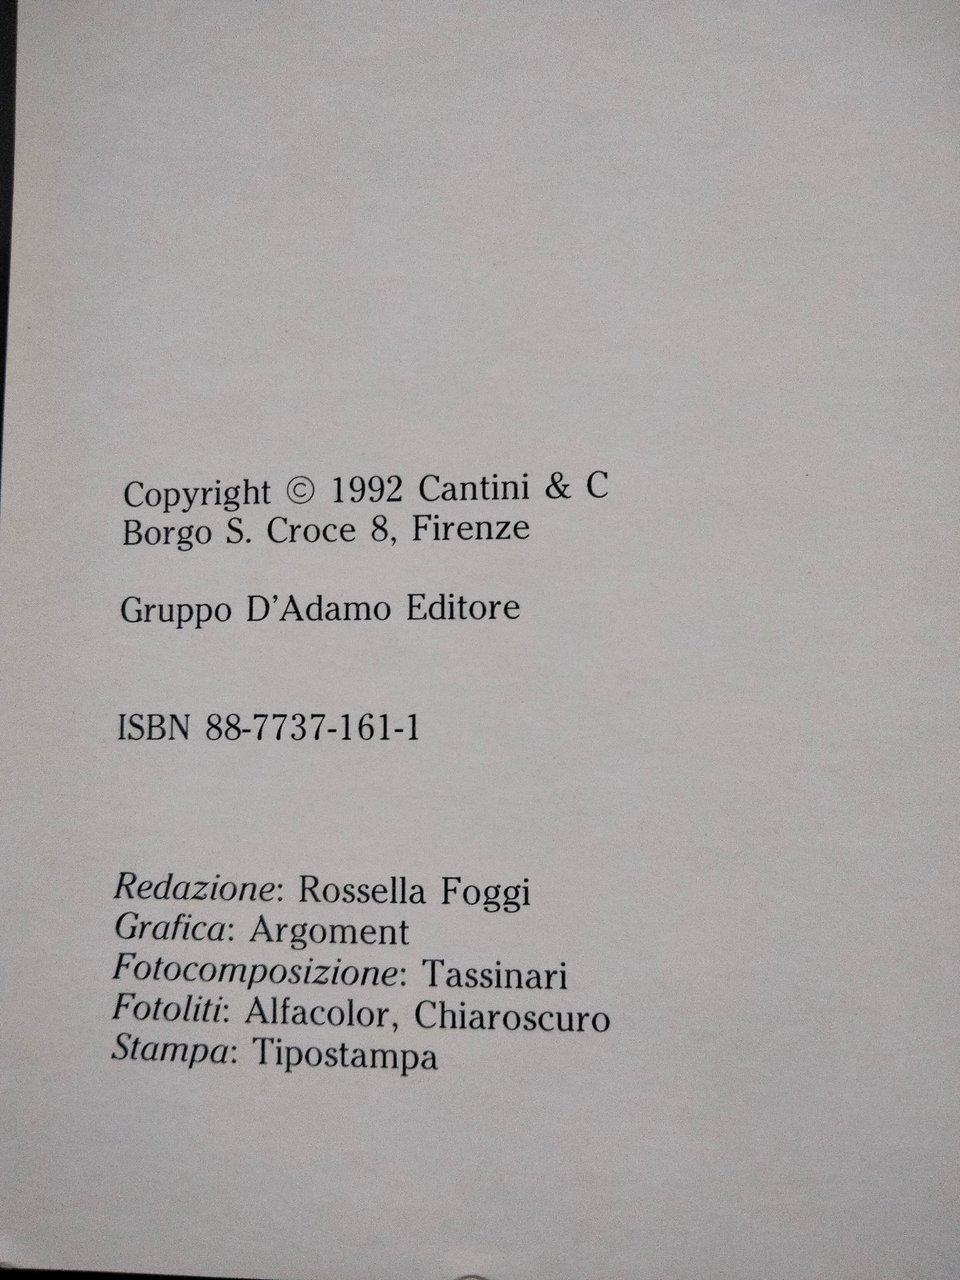 Copyright © 1992 Cantini & C
Borgo S. Croce 8, Firenze
Gruppo D'Adamo Editore
ISBN 88-7737-161-1
Redazione: Rossella Foggi
Grafica: Argoment
Fotocomposizione: Tassinari
Fotoliti: Alfacolor, Chiaroscuro
Stampa: Tipostampa